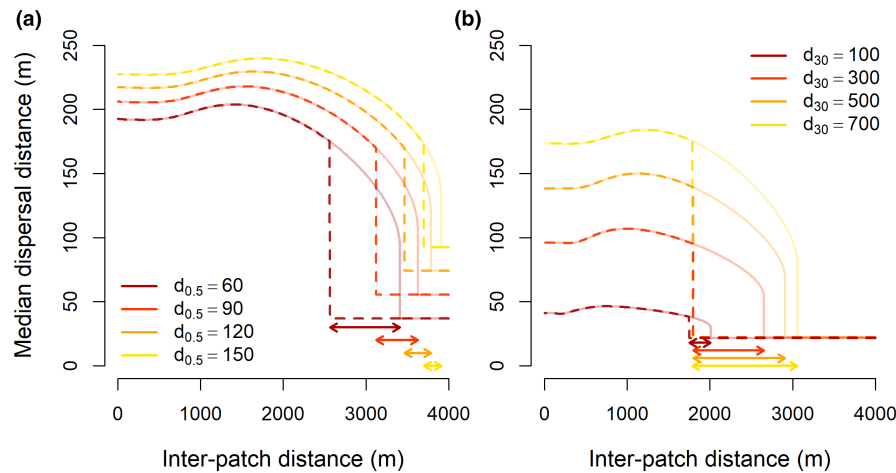 (a)
Median dispersal distance (m)
250
200
150
100
50
0
d0.5 = 60
d0.5 = 90
d0.5 = 120
d0.5 = 150
0 1000 2000 3000 4000
Inter-patch distance (m)
(b)
250
200
150
100
50
0
d30 = 100
d30 = 300
d30 = 500
d30 = 700
0 1000 2000 3000 4000
Inter-patch distance (m)